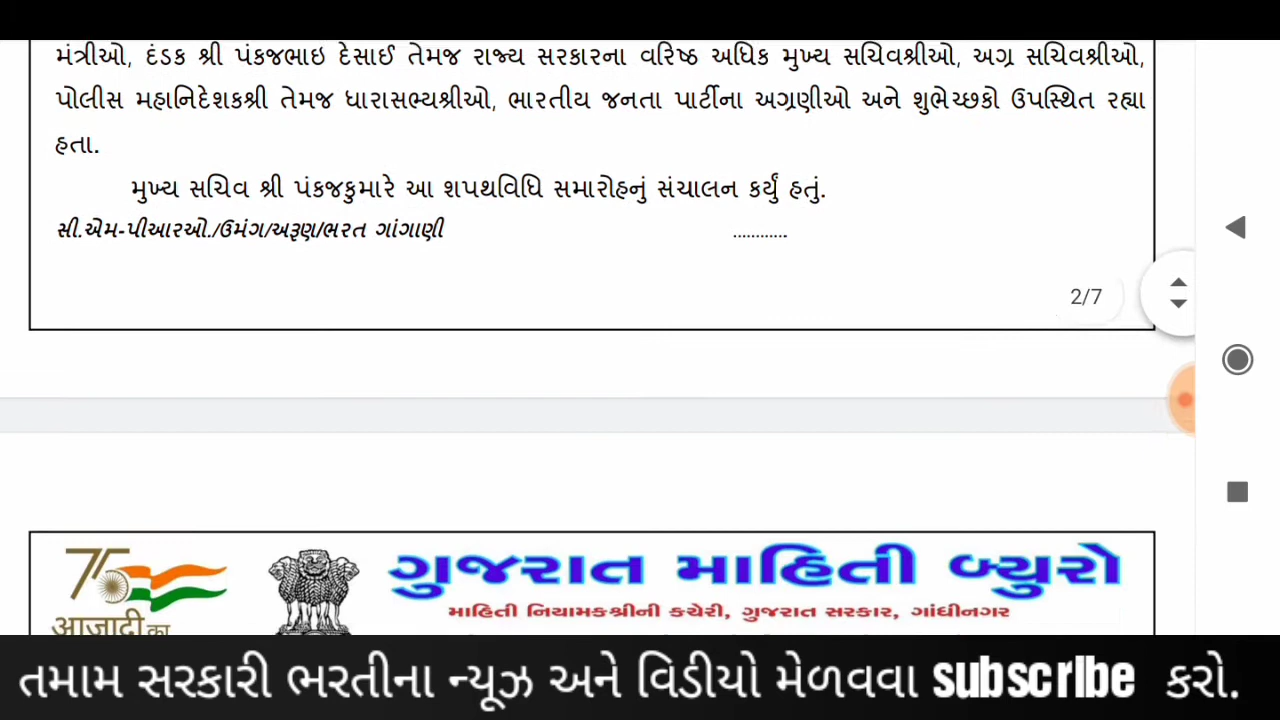 મંત્રીઓ, દંડક શ્રી પંકજભાઇ દેસાઈ તેમજ રાજ્ય સરકારના વરિષ્ઠ અધિક મુખ્ય સચિવશ્રીઓ, અગ્ર સચિવશ્રીઓ,
પોલીસ મહાનિદેશકશ્રી તેમજ ધારાસભ્યશ્રીઓ, ભારતીય જનતા પાર્ટીના અગ્રણીઓ અને શુભેચ્છકો ઉપસ્થિત રહ્યા
હતા.
મુખ્ય સચિવ શ્રી પંકજકુમારે આ શપથવિધિ સમારોહનું સંચાલન કર્યું હતું.
સી.એમ-પીઆરઓ./ઉમંગ/અરૂણ/ભરત ગાંગાણી ............
2/7
75
आज़ादी का
ગુજરાત માહિતી બ્યુરો
માહિતી નિયામકશ્રીની કચેરી, ગુજરાત સરકાર, ગાંધીનગર
તમામ સરકારી ભરતીના ન્યૂઝ અને વિડીયો મેળવવા subscribe કરો.